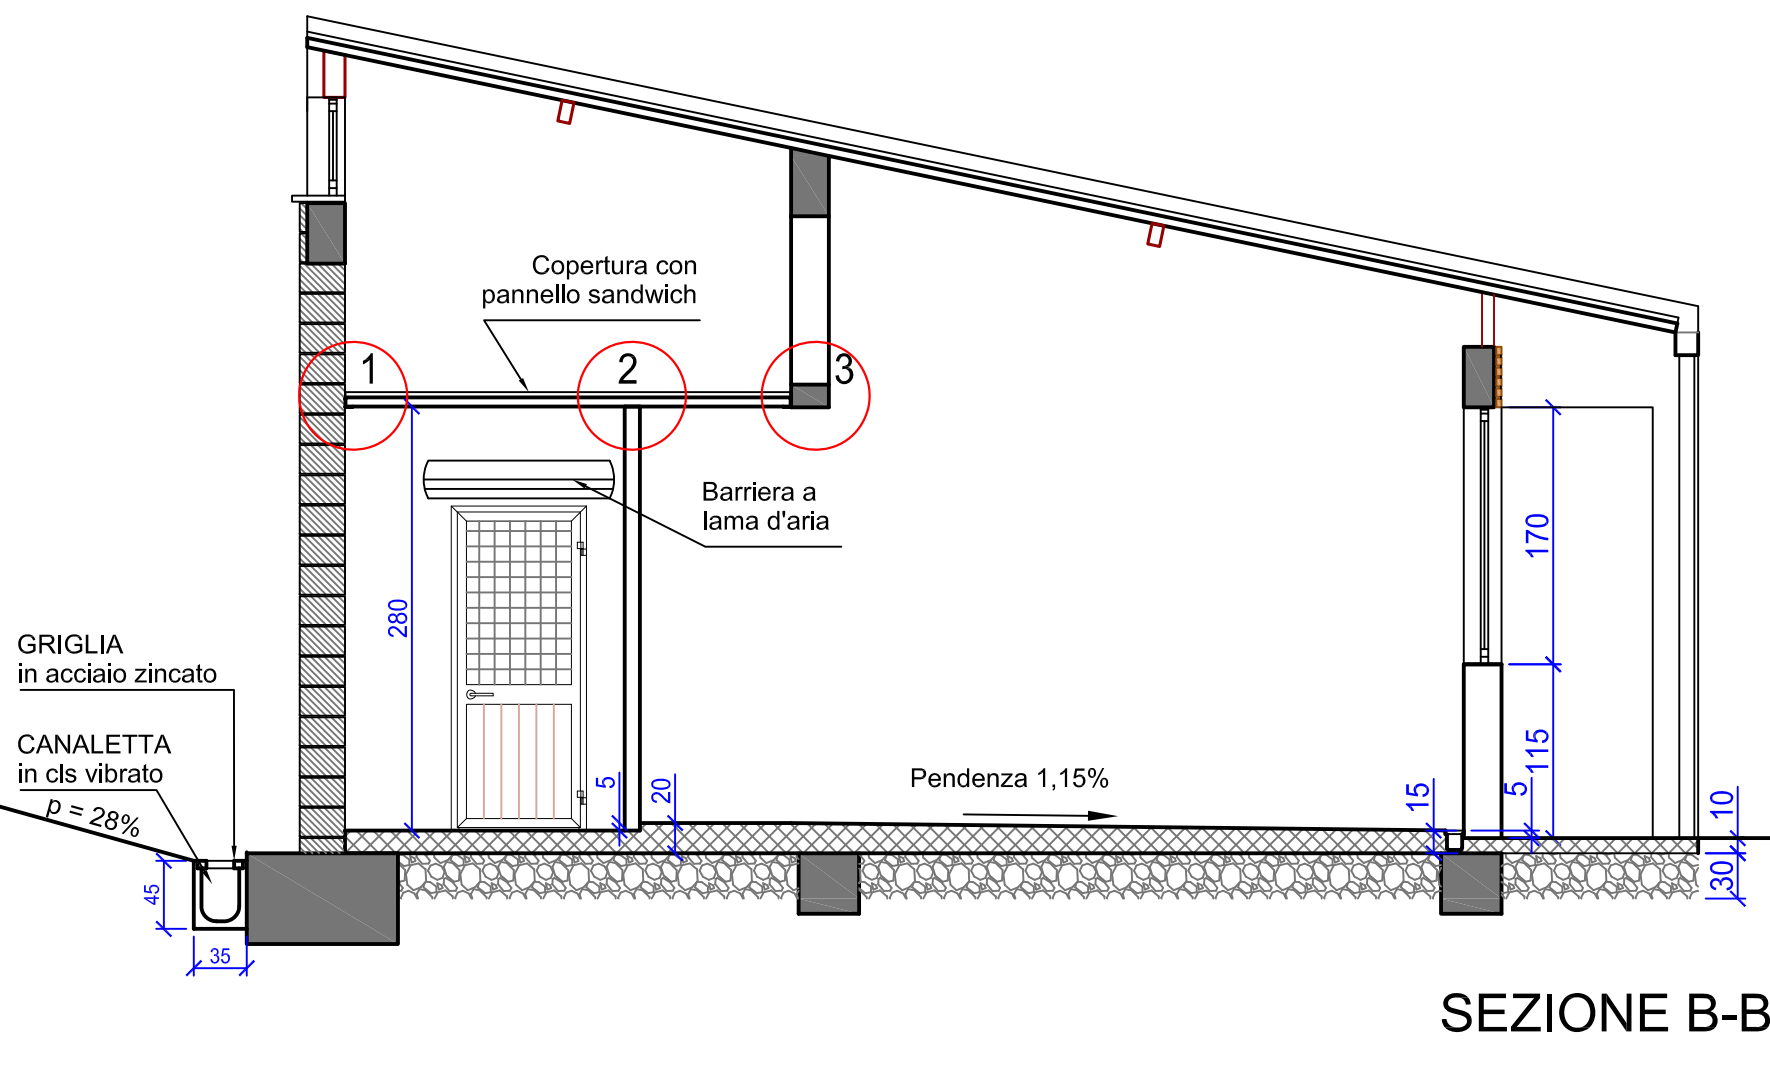 Copertura con
pannello sandwich
1
2
3
Barriera a
lama d'aria
280
170
GRIGLIA
in acciaio zincato
CANALETTA
in cls vibrato
p = 28%
115
5
20
Pendenza 1,15%
15
5
10
30
45
35
SEZIONE B-B